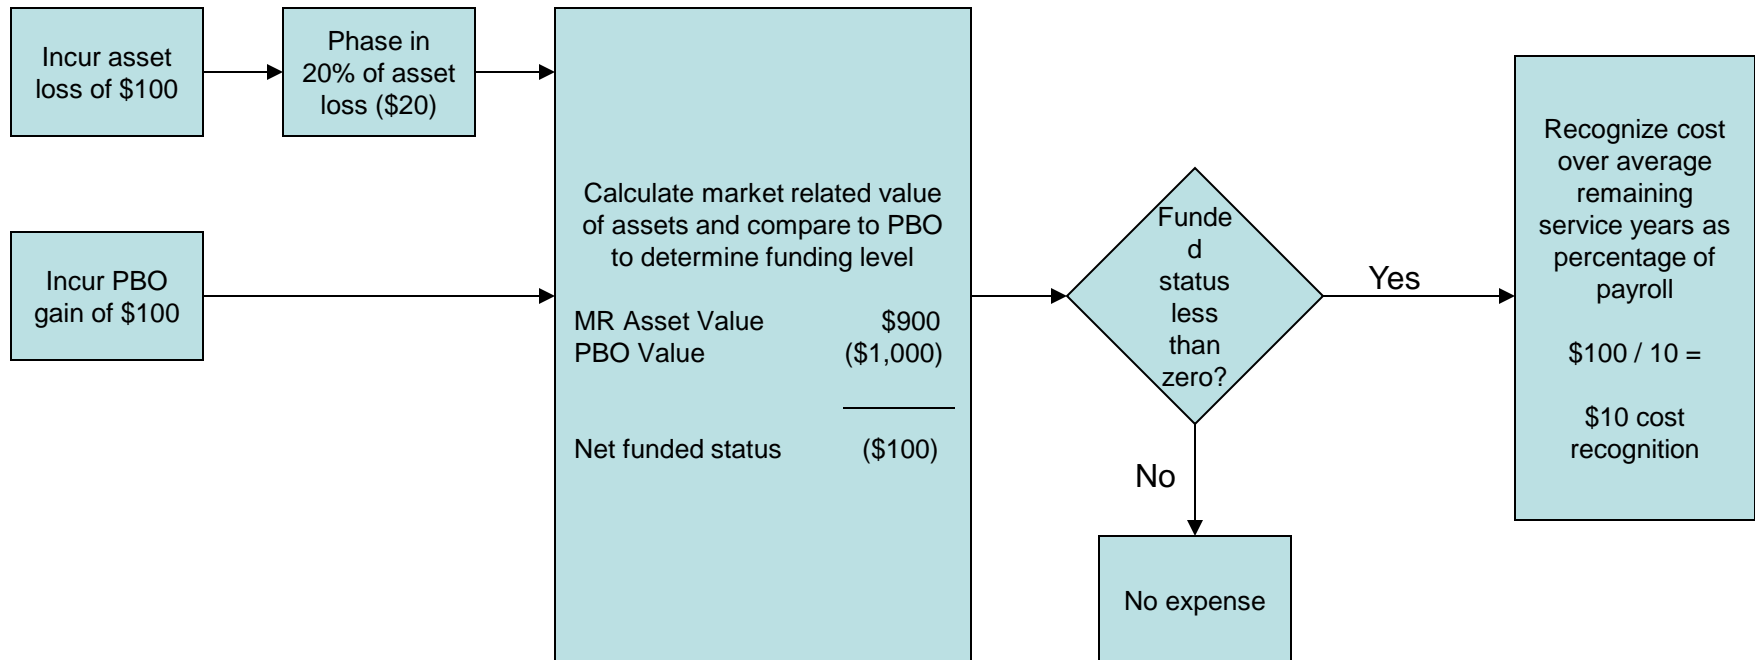 Incur asset
loss of $100
Phase in
20% of asset
loss ($20)
Incur PBO
gain of $100
Calculate market related value
of assets and compare to PBO
to determine funding level
MR Asset Value $900
PBO Value ($1,000)
Net funded status ($100)
Funde
d
status
less
than
zero?
Yes
No
No expense
Recognize cost
over average
remaining
service years as
percentage of
payroll
$100 / 10 =
$10 cost
recognition